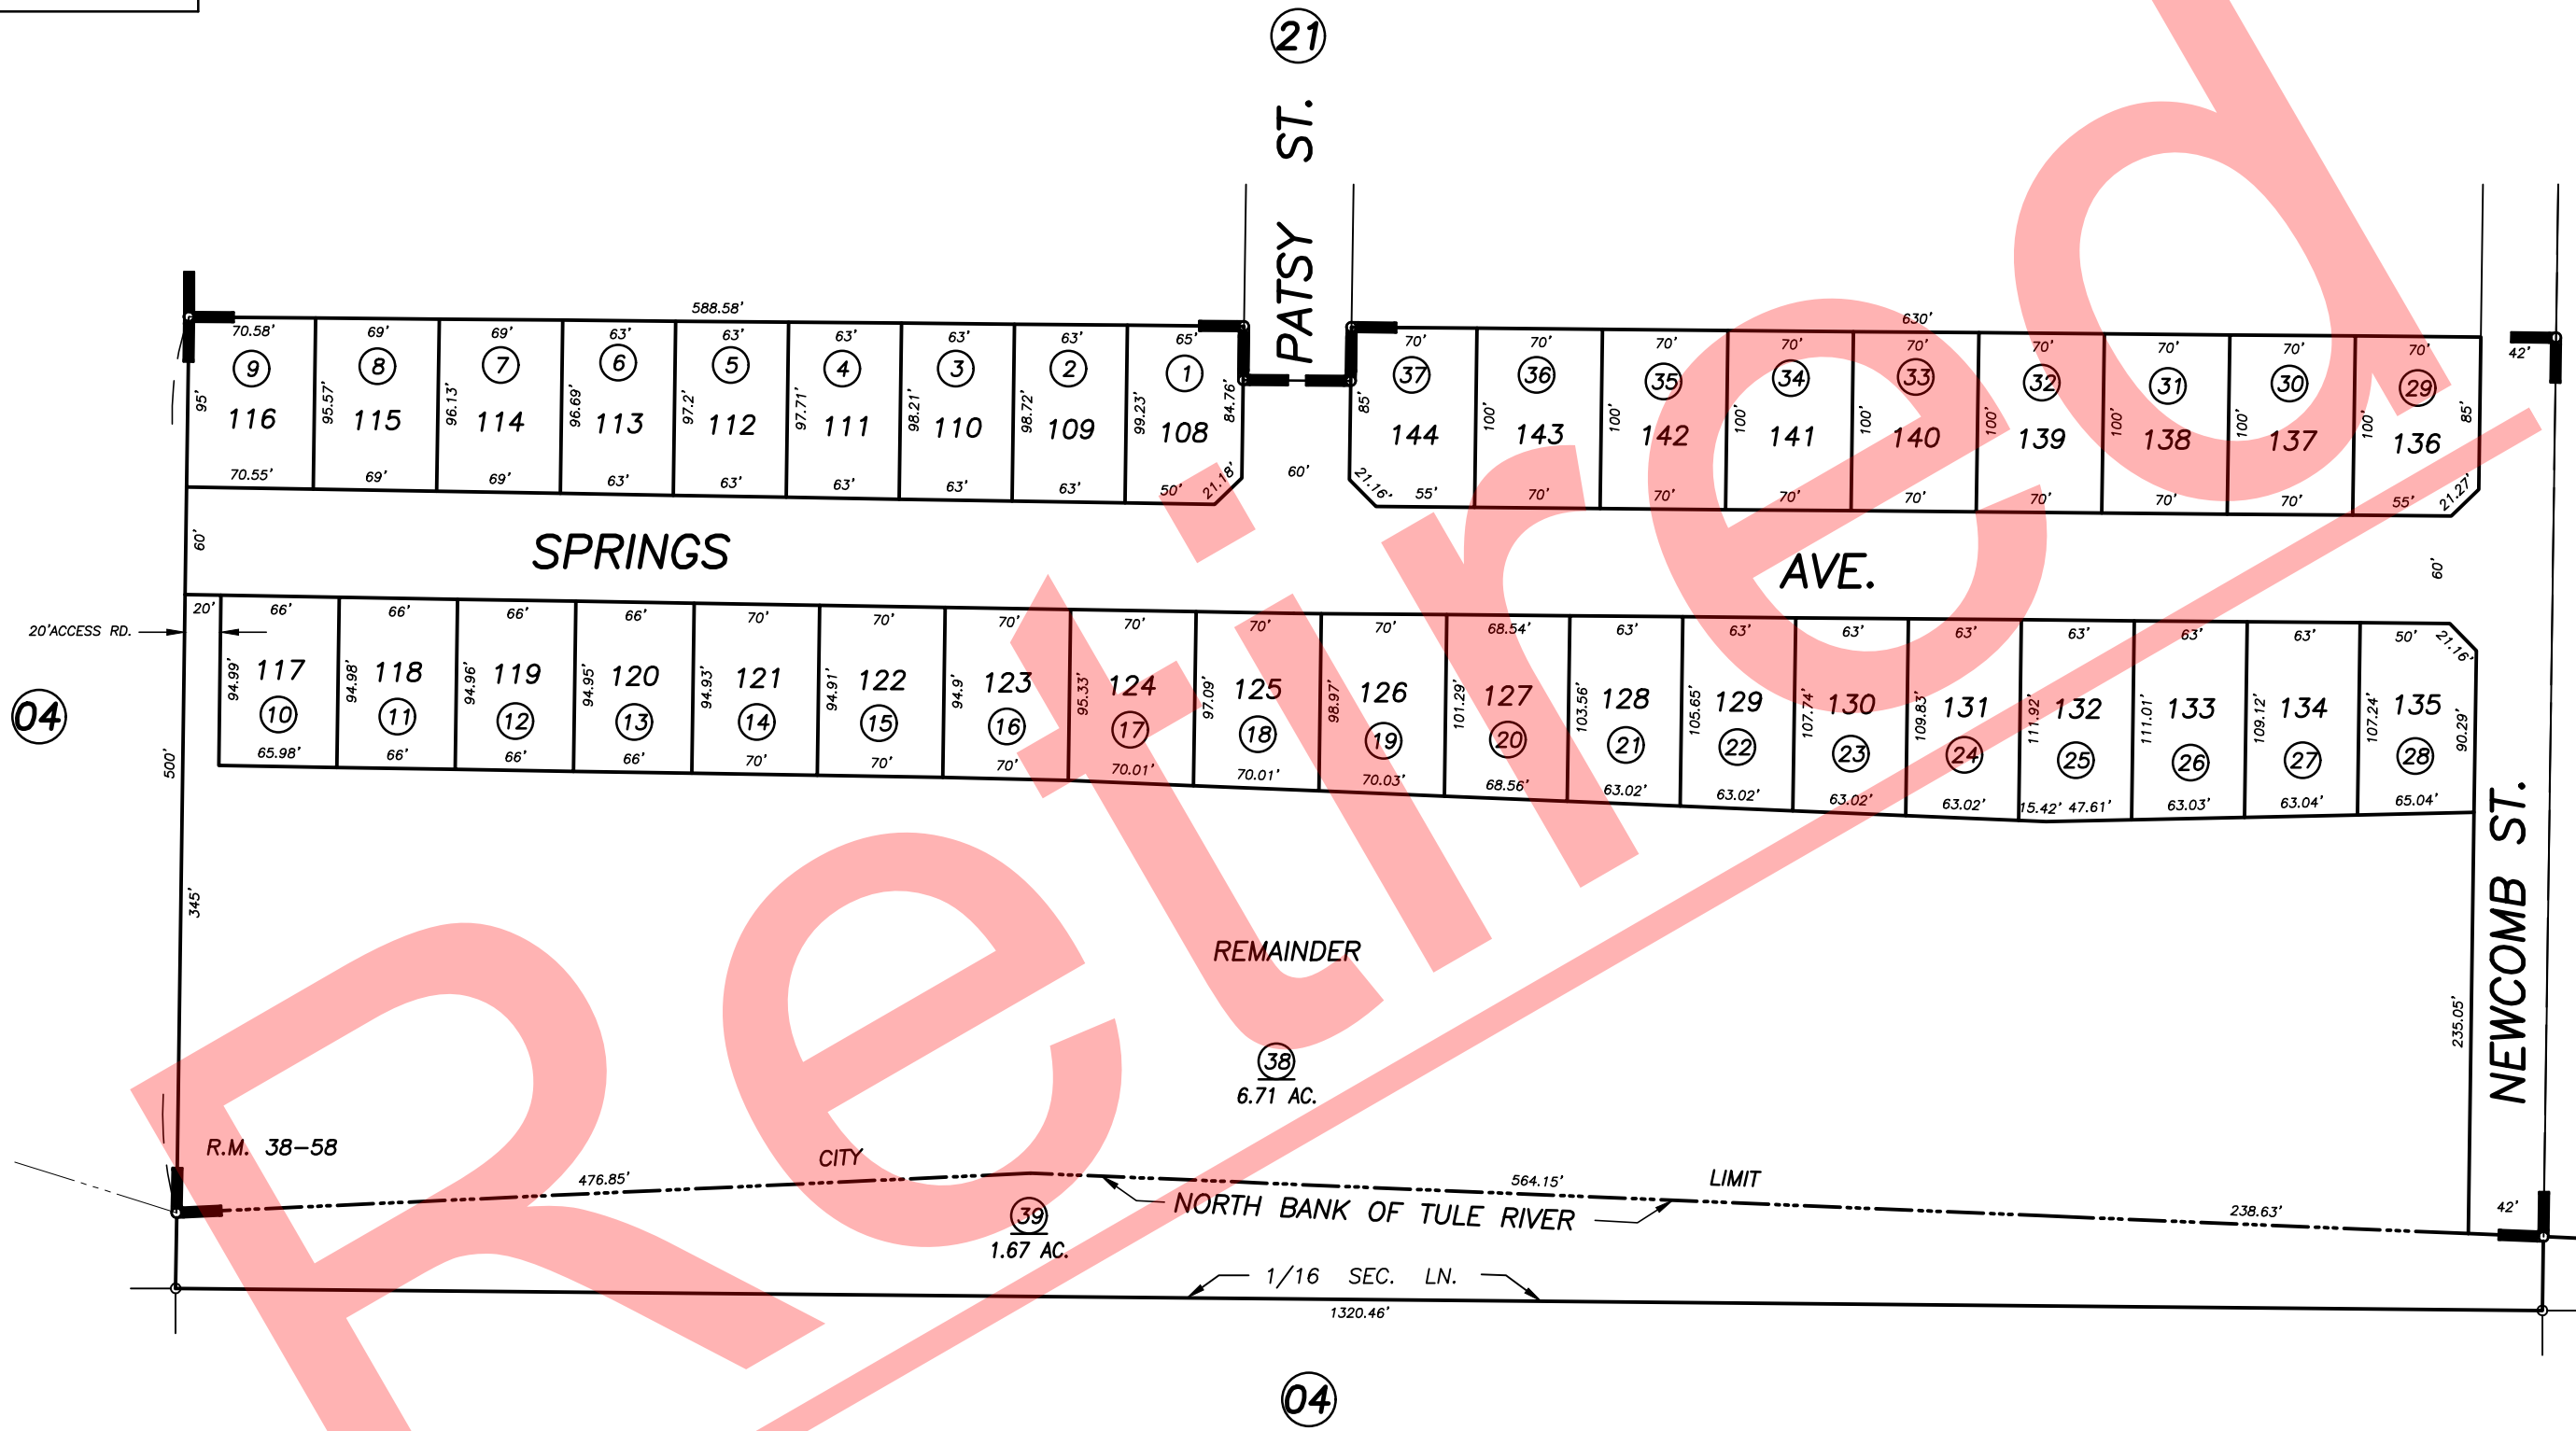 21
PATSY ST.
588.58'
630'
70.58' 69' 69' 63' 63' 63' 63' 63' 65'
70' 70' 70' 70' 70' 70' 70' 70' 70' 42'
9 8 7 6 5 4 3 2 1
37 36 35 34 33 32 31 30 29
95' 95.57' 96.13' 96.69' 97.2' 97.71' 98.21' 98.72' 99.23' 84.76'
85' 100' 100' 100' 100' 100' 100' 100' 100' 85'
116 115 114 113 112 111 110 109 108
144 143 142 141 140 139 138 137 136
70.55' 69' 69' 63' 63' 63' 63' 63' 50' 21.18'
60'
21.16' 55' 70' 70' 70' 70' 70' 70' 70' 55' 21.27'
60'
SPRINGS AVE.
60'
20' 66' 66' 66' 66' 70' 70' 70' 70' 70' 70' 68.54' 63' 63' 63' 63' 63' 63' 63' 50' 21.16'
20'ACCESS RD.
94.99' 94.98' 94.96' 94.95' 94.93' 94.91' 94.9' 95.33' 97.09' 98.97' 101.29' 103.56' 105.65' 107.74' 109.83' 111.92' 111.01' 109.12' 107.24' 90.29'
117 118 119 120 121 122 123 124 125 126 127 128 129 130 131 132 133 134 135
10 11 12 13 14 15 16 17 18 19 20 21 22 23 24 25 26 27 28
65.98' 66' 66' 66' 70' 70' 70' 70.01' 70.01' 70.03' 68.56' 63.02' 63.02' 63.02' 63.02' 15.42' 47.61' 63.03' 63.04' 65.04'
04
500'
345'
REMAINDER
38
6.71 AC.
235.05'
NEWCOMB ST.
R.M. 38-58
476.85'
CITY
564.15'
LIMIT
238.63'
42'
NORTH BANK OF TULE RIVER
39
1.67 AC.
1/16 SEC. LN.
1320.46'
04
Retired